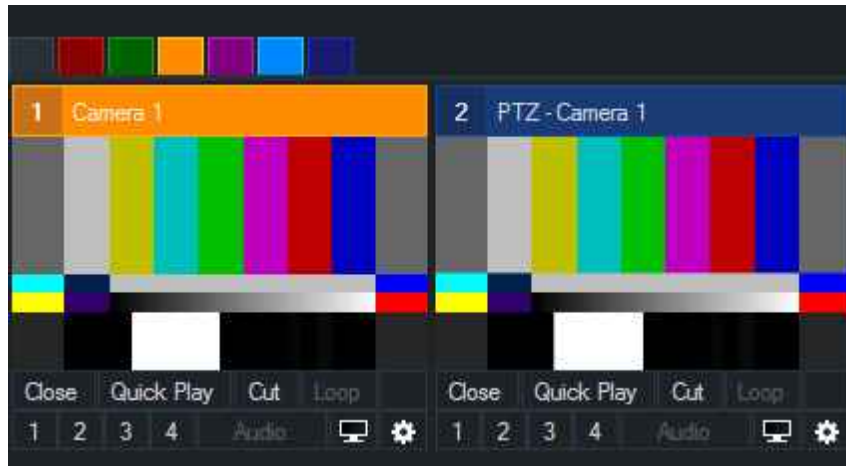 1 Camera 1
2 PTZ - Camera 1
Close Quick Play Cut Loop
Close Quick Play Cut Loop
1 2 3 4 Audio
1 2 3 4 Audio